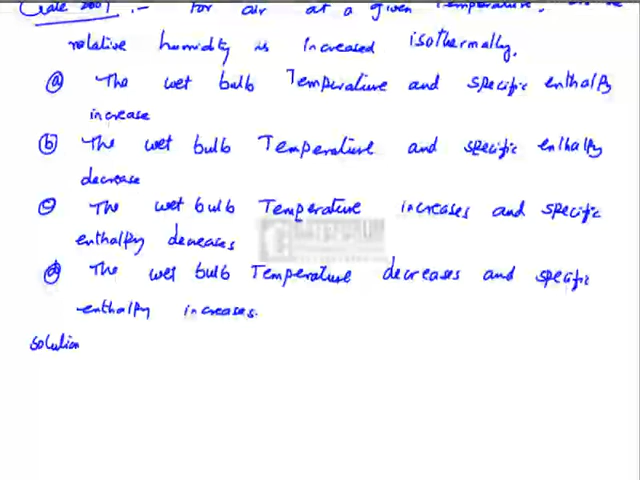 Gate 2001 :- For air at a given Temperature,
relative humidity is increased isothermally.
ⓐ The wet bulb Temperature and specific enthalpy
increase
ⓑ The wet bulb Temperature and specific enthalpy
decrease
ⓒ The wet bulb Temperature increases and specific
enthalpy decreases
ⓓ The wet bulb Temperature decreases and specific
enthalpy increases.
Solution